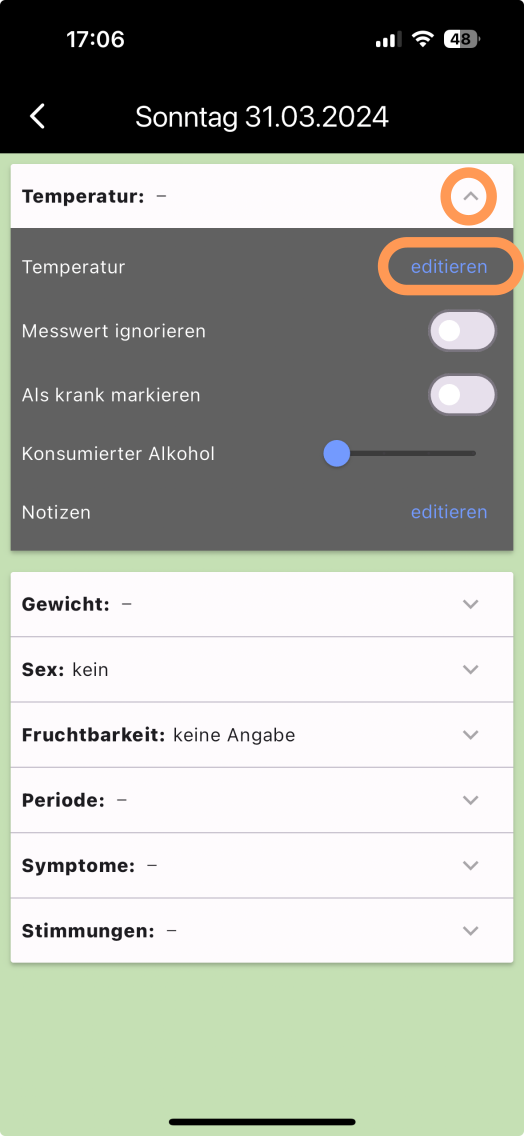 17:06 48
Sonntag 31.03.2024
Temperatur: –
Temperatur editieren
Messwert ignorieren
Als krank markieren
Konsumierter Alkohol
Notizen editieren
Gewicht: –
Sex: kein
Fruchtbarkeit: keine Angabe
Periode: –
Symptome: –
Stimmungen: –